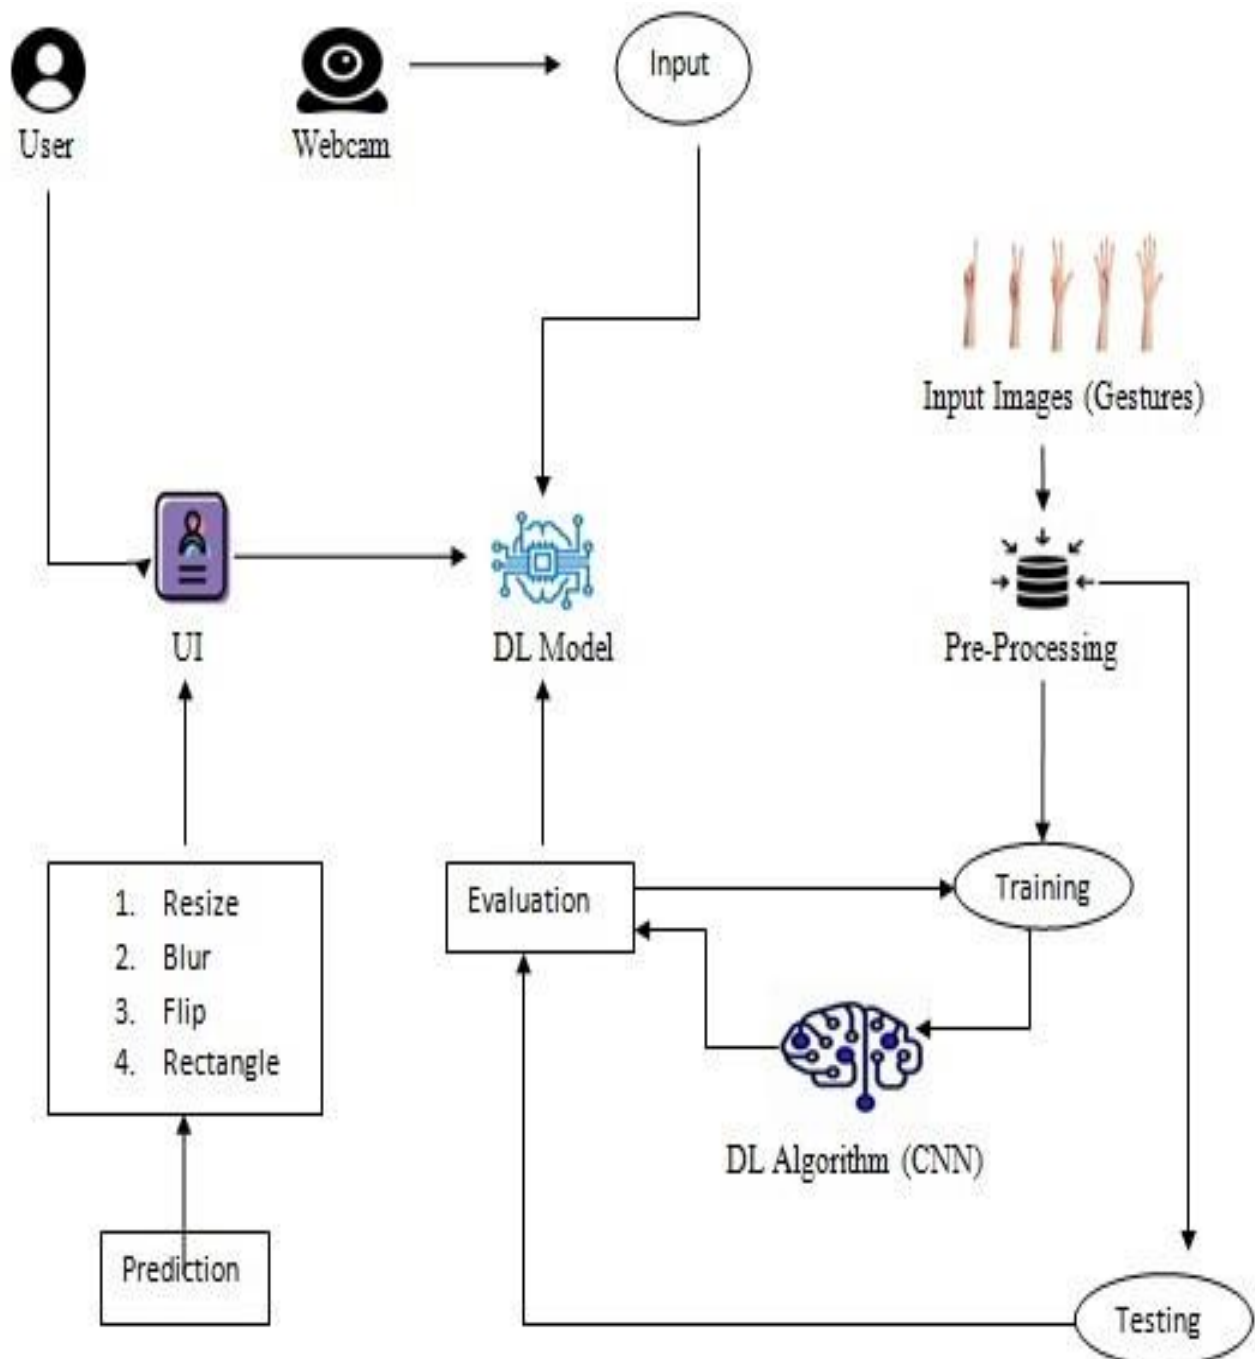 Input
User
Webcam
Input Images (Gestures)
UI
DL Model
Pre-Processing
1. Resize
2. Blur
3. Flip
4. Rectangle
Evaluation
Training
DL Algorithm (CNN)
Prediction
Testing